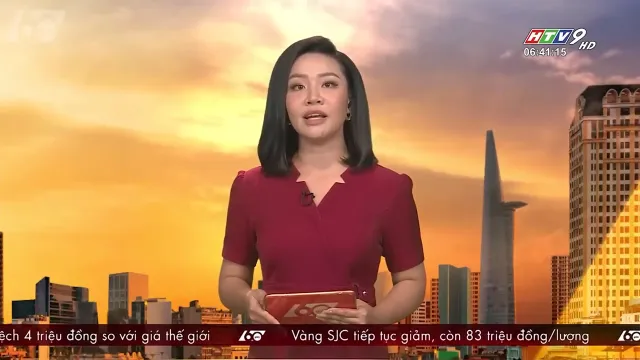 HTV9 HD
06:41:15
ệch 4 triệu đồng so với giá thế giới 60 Vàng SJC tiếp tục giảm, còn 83 triệu đồng/lượng